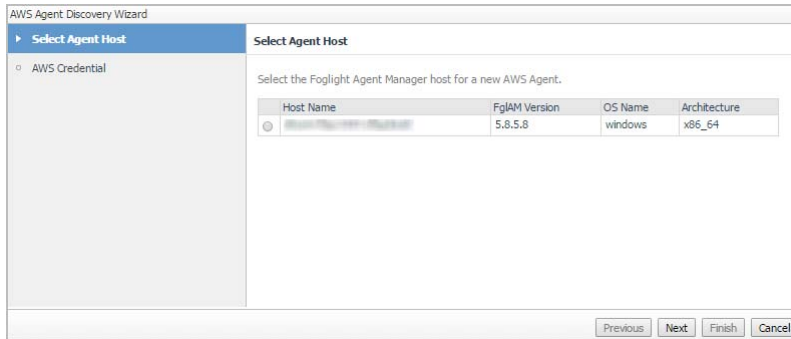 AWS Agent Discovery Wizard
Select Agent Host
AWS Credential
Select Agent Host
Select the Foglight Agent Manager host for a new AWS Agent.
Host Name FglAM Version OS Name Architecture
5.8.5.8 windows x86_64
Previous Next Finish Cancel